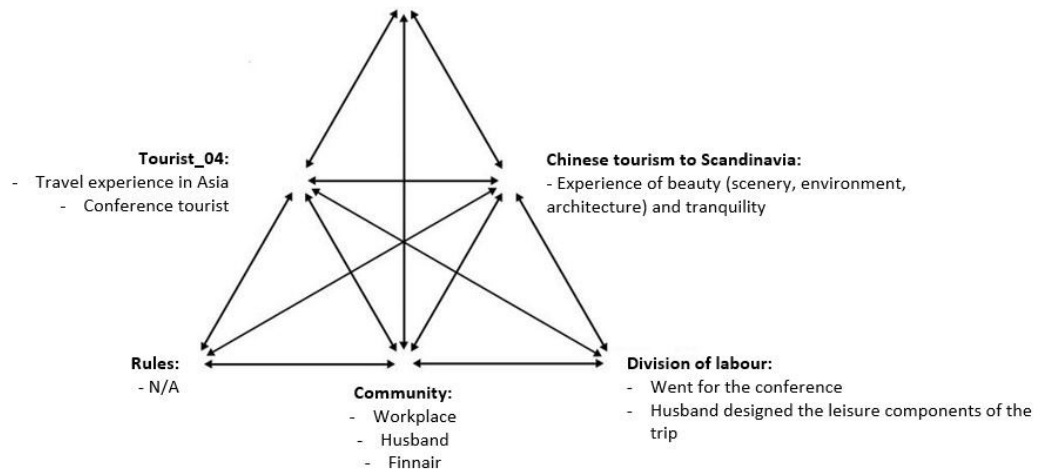 Tourist_04:
- Travel experience in Asia
- Conference tourist
Chinese tourism to Scandinavia:
- Experience of beauty (scenery, environment,
architecture) and tranquility
Rules:
- N/A
Community:
- Workplace
- Husband
- Finnair
Division of labour:
- Went for the conference
- Husband designed the leisure components of the
trip